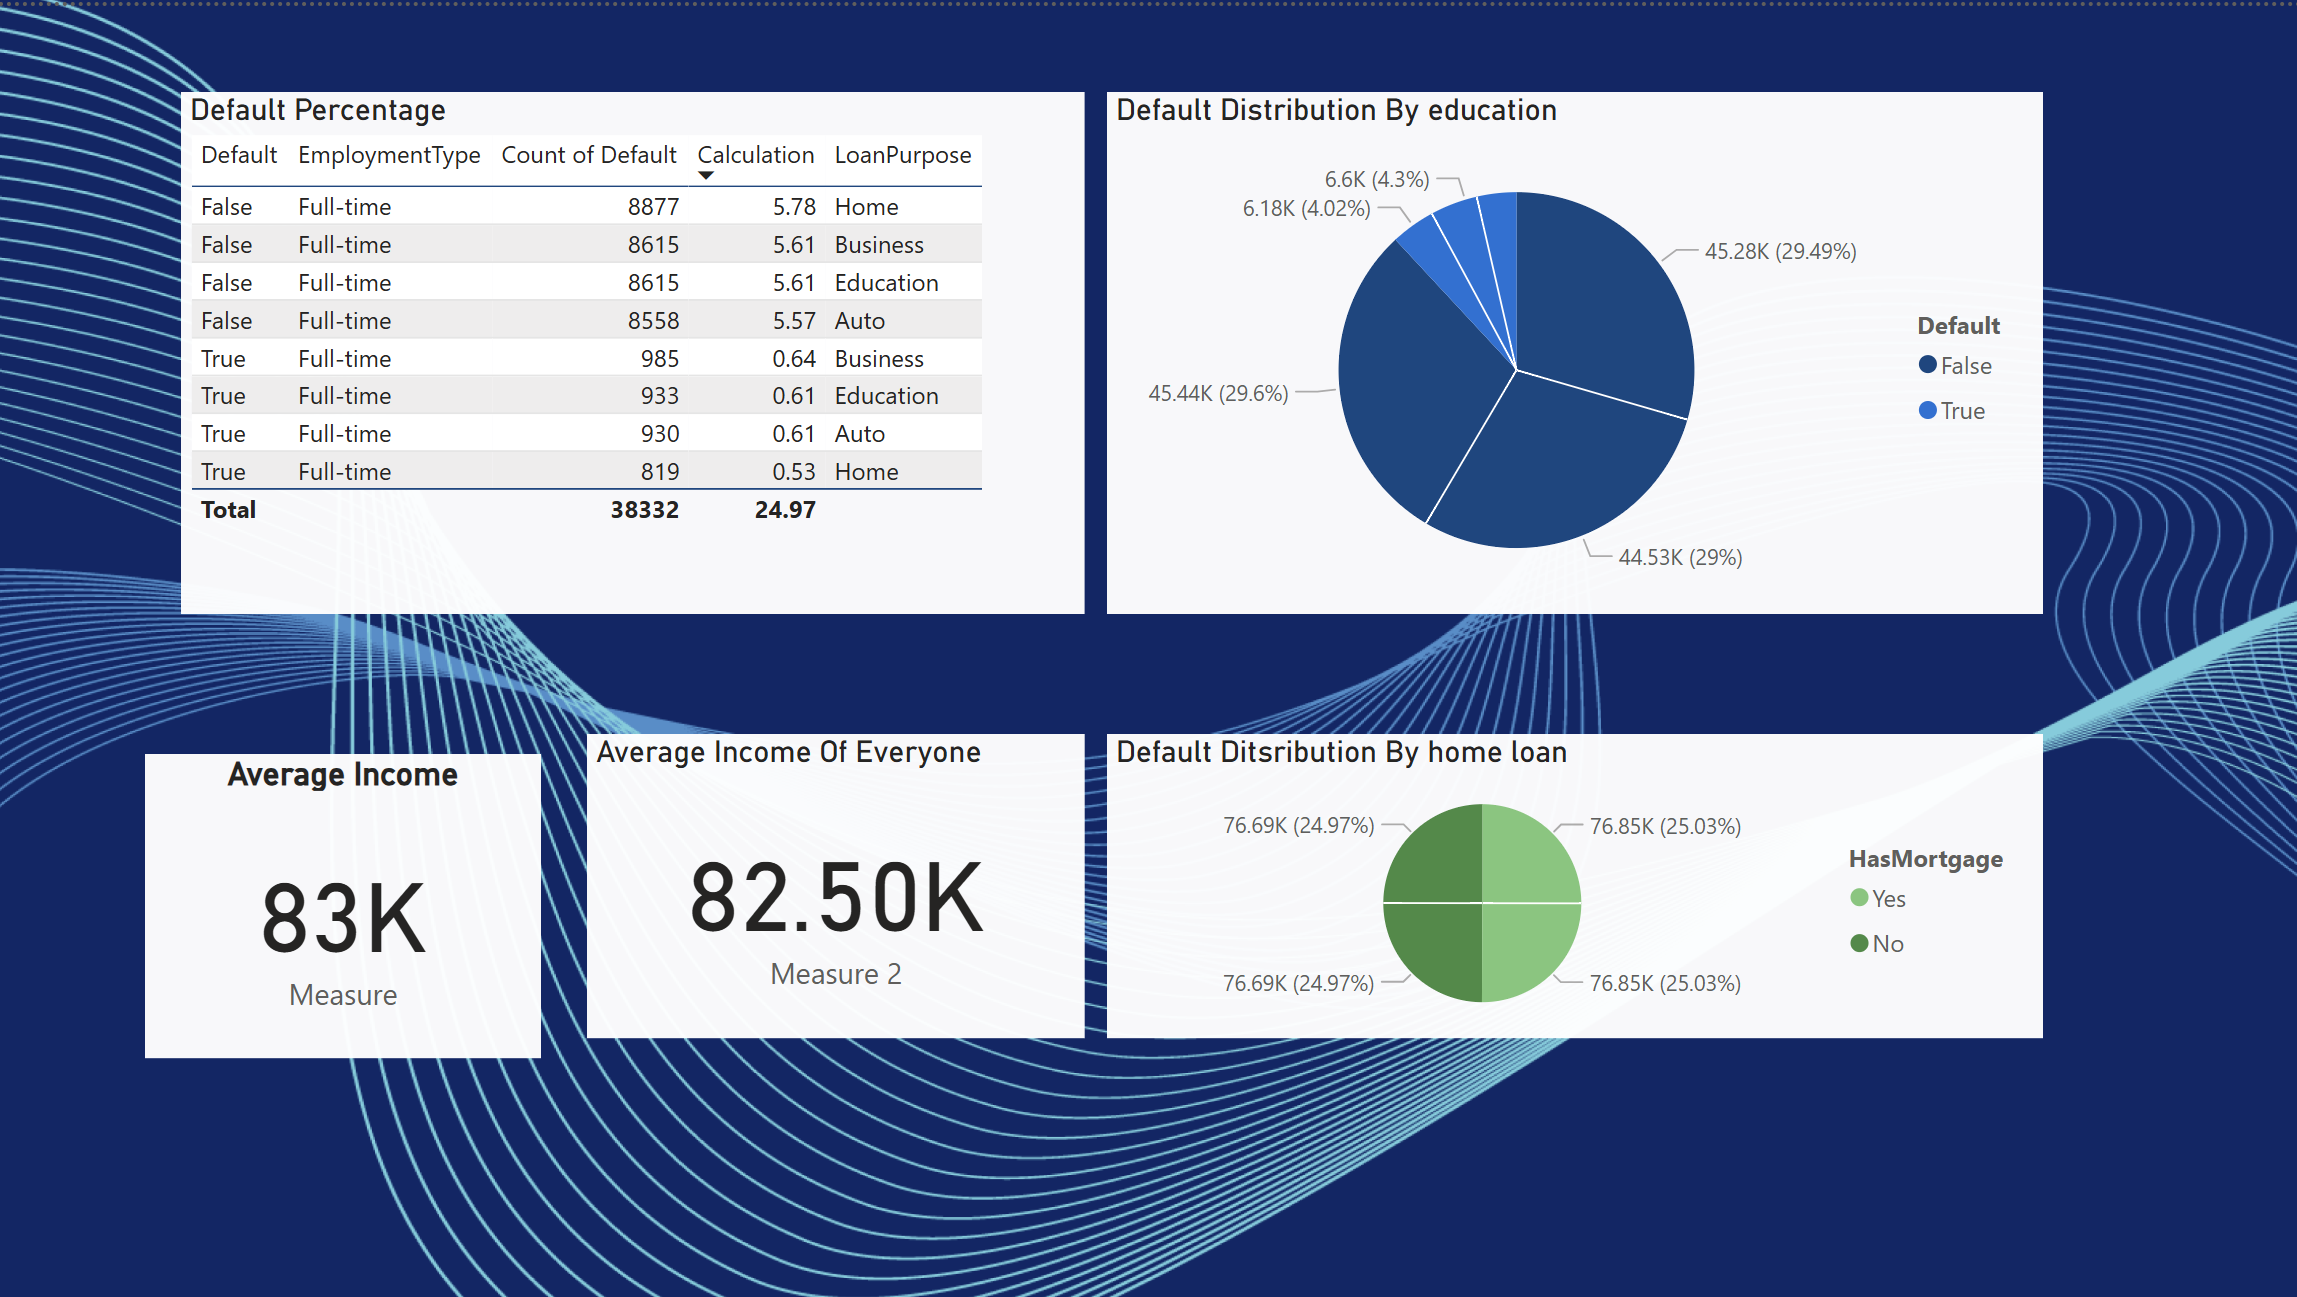 Default Percentage
Default EmploymentType Count of Default Calculation LoanPurpose
False Full-time 8877 5.78 Home
False Full-time 8615 5.61 Business
False Full-time 8615 5.61 Education
False Full-time 8558 5.57 Auto
True Full-time 985 0.64 Business
True Full-time 933 0.61 Education
True Full-time 930 0.61 Auto
True Full-time 819 0.53 Home
Total 38332 24.97
Default Distribution By education
6.6K (4.3%)
6.18K (4.02%)
45.28K (29.49%)
45.44K (29.6%)
44.53K (29%)
Default
False
True
Average Income
83K
Measure
Average Income Of Everyone
82.50K
Measure 2
Default Ditsribution By home loan
76.69K (24.97%)
76.85K (25.03%)
76.69K (24.97%)
76.85K (25.03%)
HasMortgage
Yes
No